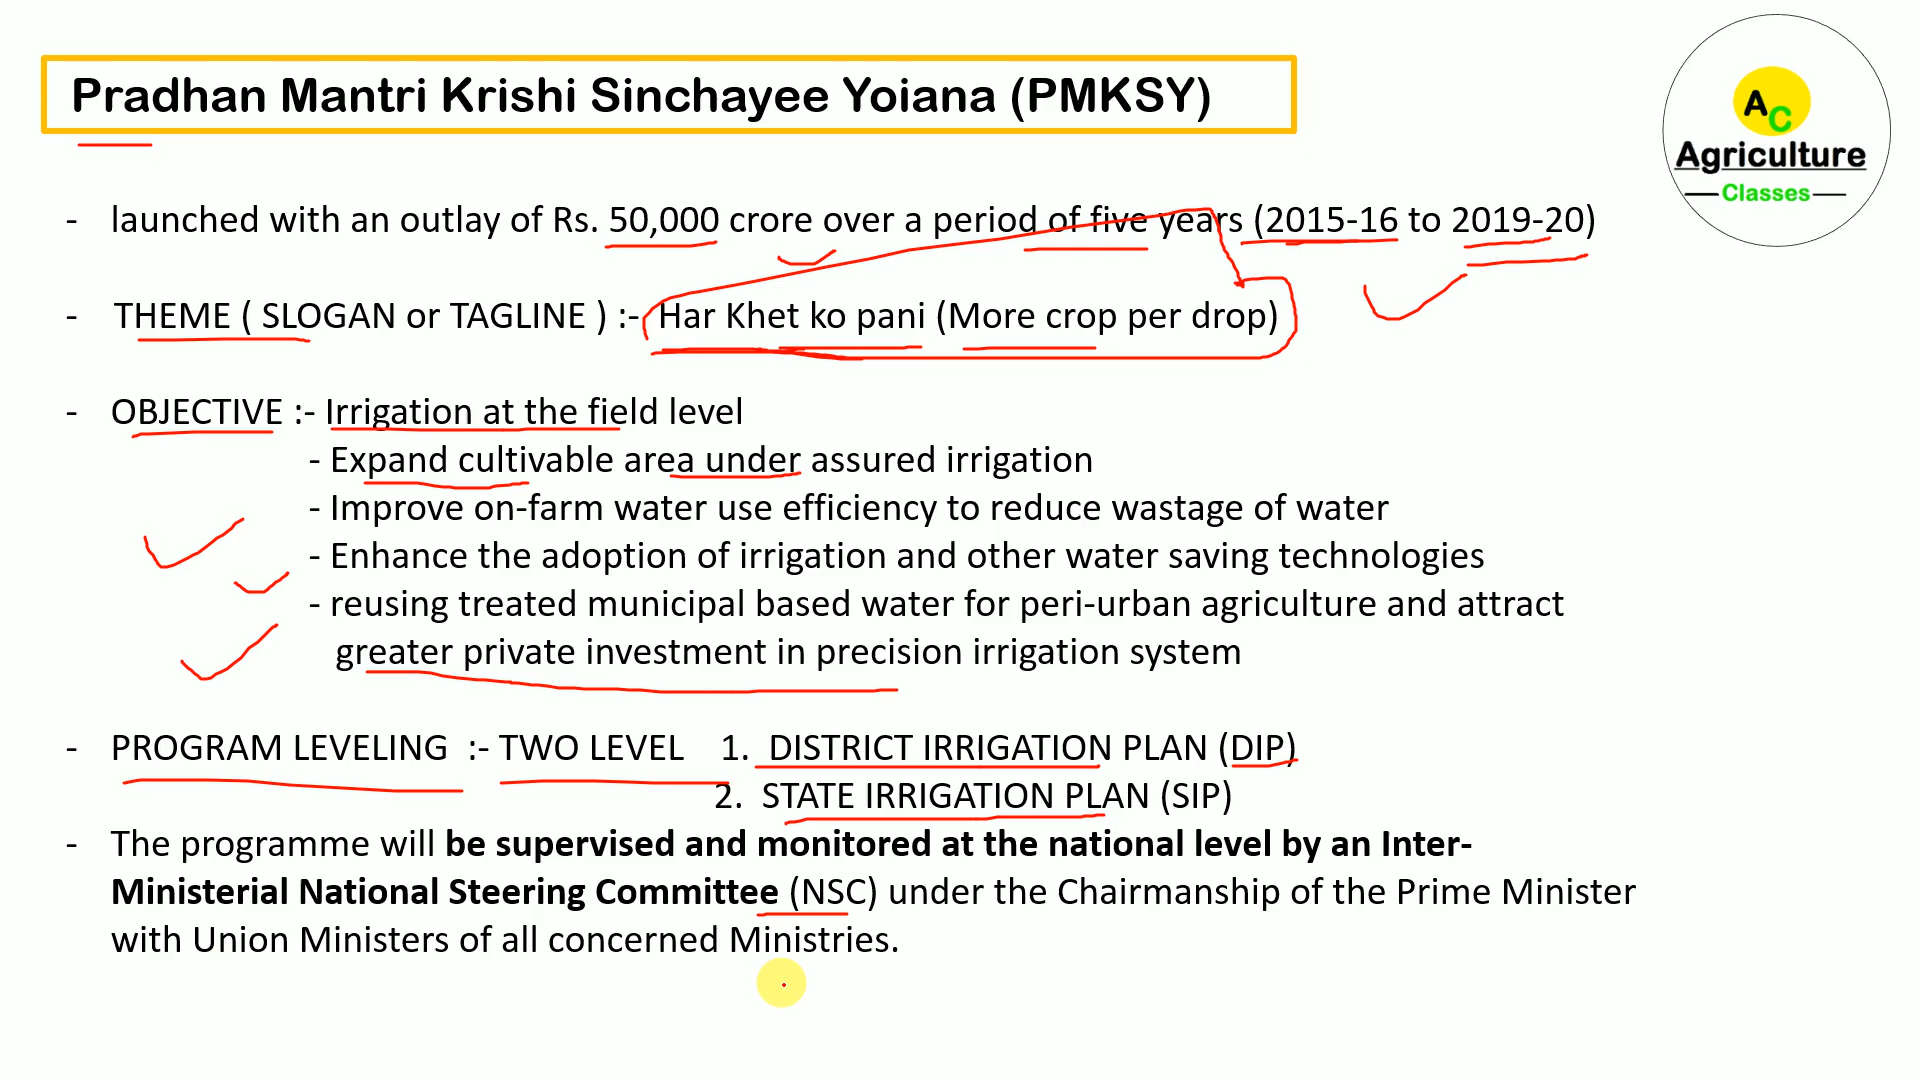 Pradhan Mantri Krishi Sinchayee Yoiana (PMKSY)
AC
Agriculture
Classes
- launched with an outlay of Rs. 50,000 crore over a period of five years (2015-16 to 2019-20)
- THEME ( SLOGAN or TAGLINE ) :- Har Khet ko pani (More crop per drop)
- OBJECTIVE :- Irrigation at the field level
- Expand cultivable area under assured irrigation
- Improve on-farm water use efficiency to reduce wastage of water
- Enhance the adoption of irrigation and other water saving technologies
- reusing treated municipal based water for peri-urban agriculture and attract
greater private investment in precision irrigation system
- PROGRAM LEVELING :- TWO LEVEL 1. DISTRICT IRRIGATION PLAN (DIP)
2. STATE IRRIGATION PLAN (SIP)
- The programme will be supervised and monitored at the national level by an Inter-
Ministerial National Steering Committee (NSC) under the Chairmanship of the Prime Minister
with Union Ministers of all concerned Ministries.